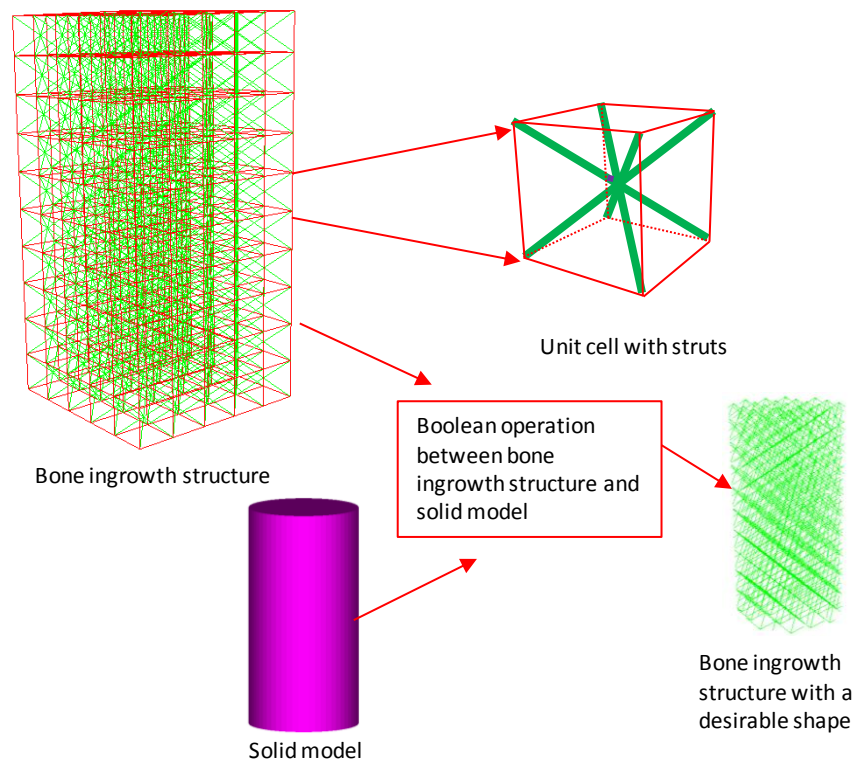 Unit cell with struts
Bone ingrowth structure
Boolean operation
between bone
ingrowth structure and
solid model
Bone ingrowth
structure with a
desirable shape
Solid model